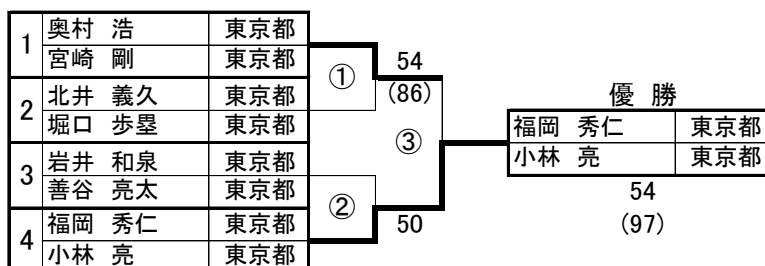 1 奥村 浩 東京都
宮崎 剛 東京都
2 北井 義久 東京都
堀口 歩塁 東京都
3 岩井 和泉 東京都
善谷 亮太 東京都
4 福岡 秀仁 東京都
小林 亮 東京都
①
②
54
(86)
③
50
優 勝
福岡 秀仁 東京都
小林 亮 東京都
54
(97)